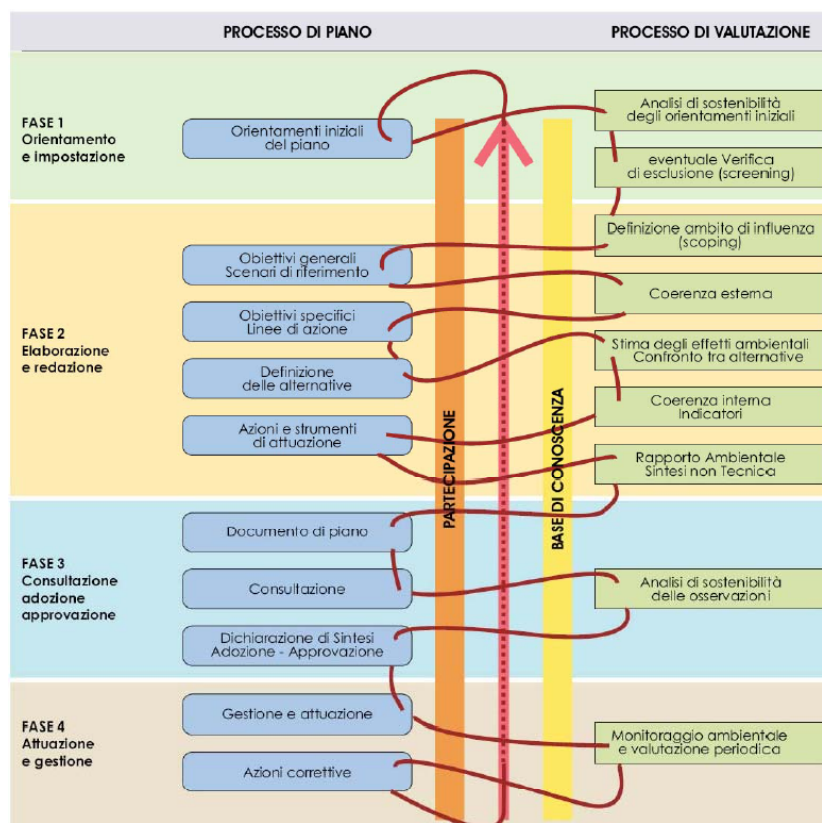 PROCESSO DI PIANO
PROCESSO DI VALUTAZIONE
FASE 1
Orientamento
e impostazione
Orientamenti iniziali
del piano
Analisi di sostenibilità
degli orientamenti iniziali
eventuale Verifica
di esclusione (screening)
FASE 2
Elaborazione
e redazione
Obiettivi generali
Scenari di riferimento
Obiettivi specifici
Linee di azione
Definizione
delle alternative
Azioni e strumenti
di attuazione
Definizione ambito di influenza
(scoping)
Coerenza esterna
Stima degli effetti ambientali
Confronto tra alternative
Coerenza interna
Indicatori
Rapporto Ambientale
Sintesi non Tecnica
PARTECIPAZIONE
BASE DI CONOSCENZA
FASE 3
Consultazione
adozione
approvazione
Documento di piano
Consultazione
Dichiarazione di Sintesi
Adozione - Approvazione
Analisi di sostenibilità
delle osservazioni
FASE 4
Attuazione
e gestione
Gestione e attuazione
Azioni correttive
Monitoraggio ambientale
e valutazione periodica